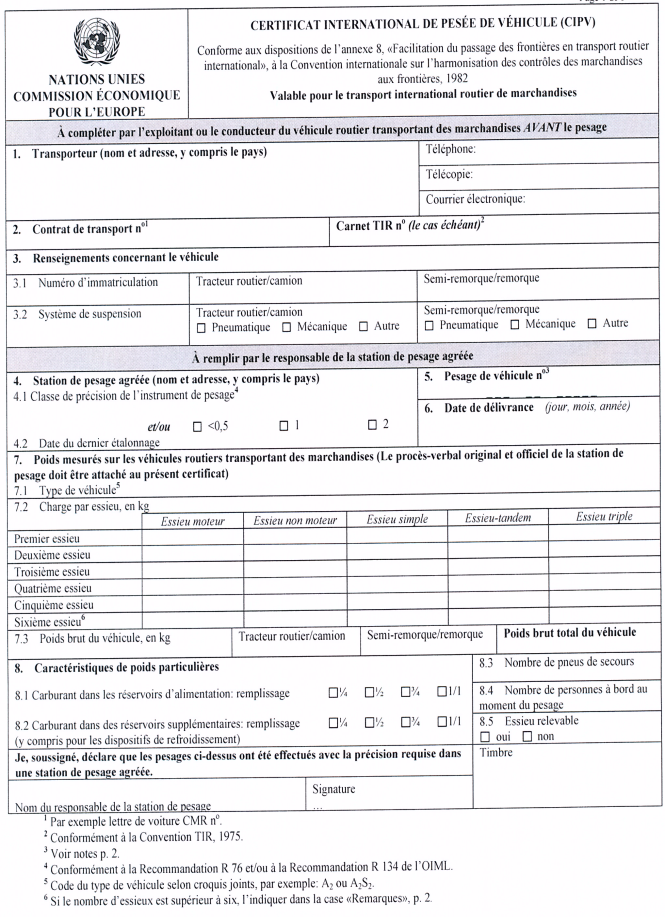 NATIONS UNIES
COMMISSION ÉCONOMIQUE
POUR L'EUROPE
CERTIFICAT INTERNATIONAL DE PESÉE DE VÉHICULE (CIPV)
Conforme aux dispositions de l'annexe 8, «Facilitation du passage des frontières en transport routier
international», à la Convention internationale sur l'harmonisation des contrôles des marchandises
aux frontières, 1982
Valable pour le transport international routier de marchandises
À compléter par l'exploitant ou le conducteur du véhicule routier transportant des marchandises AVANT le pesage
1. Transporteur (nom et adresse, y compris le pays)
Téléphone:
Télécopie:
Courrier électronique:
2. Contrat de transport nº¹
Carnet TIR nº (le cas échéant)²
3. Renseignements concernant le véhicule
3.1 Numéro d'immatriculation
Tracteur routier/camion
Semi-remorque/remorque
3.2 Système de suspension
Tracteur routier/camion
☐ Pneumatique ☐ Mécanique ☐ Autre
Semi-remorque/remorque
☐ Pneumatique ☐ Mécanique ☐ Autre
À remplir par le responsable de la station de pesage agréée
4. Station de pesage agréée (nom et adresse, y compris le pays)
4.1 Classe de précision de l'instrument de pesage⁴
et/ou ☐ <0,5 ☐ 1 ☐ 2
4.2 Date du dernier étalonnage
5. Pesage de véhicule nº³
6. Date de délivrance (jour, mois, année)
7. Poids mesurés sur les véhicules routiers transportant des marchandises (Le procès-verbal original et officiel de la station de
pesage doit être attaché au présent certificat)
7.1 Type de véhicule⁵
7.2 Charge par essieu, en kg
Essieu moteur Essieu non moteur Essieu simple Essieu-tandem Essieu triple
Premier essieu
Deuxième essieu
Troisième essieu
Quatrième essieu
Cinquième essieu
Sixième essieu⁶
7.3 Poids brut du véhicule, en kg
Tracteur routier/camion
Semi-remorque/remorque
Poids brut total du véhicule
8. Caractéristiques de poids particulières
8.1 Carburant dans les réservoirs d'alimentation: remplissage ☐¼ ☐½ ☐¾ ☐1/1
8.2 Carburant des réservoirs supplémentaires: remplissage ☐¼ ☐½ ☐¾ ☐1/1
(y compris pour les dispositifs de refroidissement)
8.3 Nombre de pneus de secours
8.4 Nombre de personnes à bord au
moment du pesage
8.5 Essieu relevable
☐ oui ☐ non
Je, soussigné, déclare que les pesages ci-dessus ont été effectués avec la précision requise dans
une station de pesage agréée.
Timbre
Nom du responsable de la station de pesage
Signature
...
¹ Par exemple lettre de voiture CMR nº.
² Conformément à la Convention TIR, 1975.
³ Voir notes p. 2.
⁴ Conformément à la Recommandation R 76 et/ou à la Recommandation R 134 de l'OIML.
⁵ Code du type de véhicule selon croquis joints, par exemple: A₂ ou A₂S₂.
⁶ Si le nombre d'essieux est supérieur à six, l'indiquer dans la case «Remarques», p. 2.